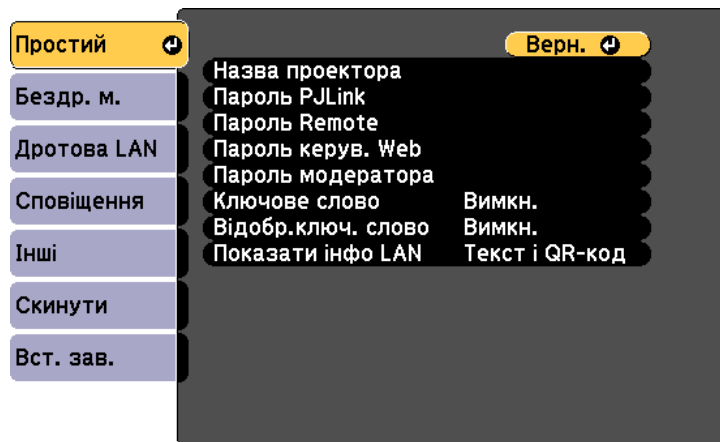 Простий
Бездр. м.
Дротова LAN
Сповіщення
Інші
Скинути
Вст. зав.
Верн.
Назва проектора
Пароль PJLink
Пароль Remote
Пароль керув. Web
Пароль модератора
Ключове слово Вимкн.
Відобр.ключ. слово Вимкн.
Показати інфо LAN Текст і QR-код